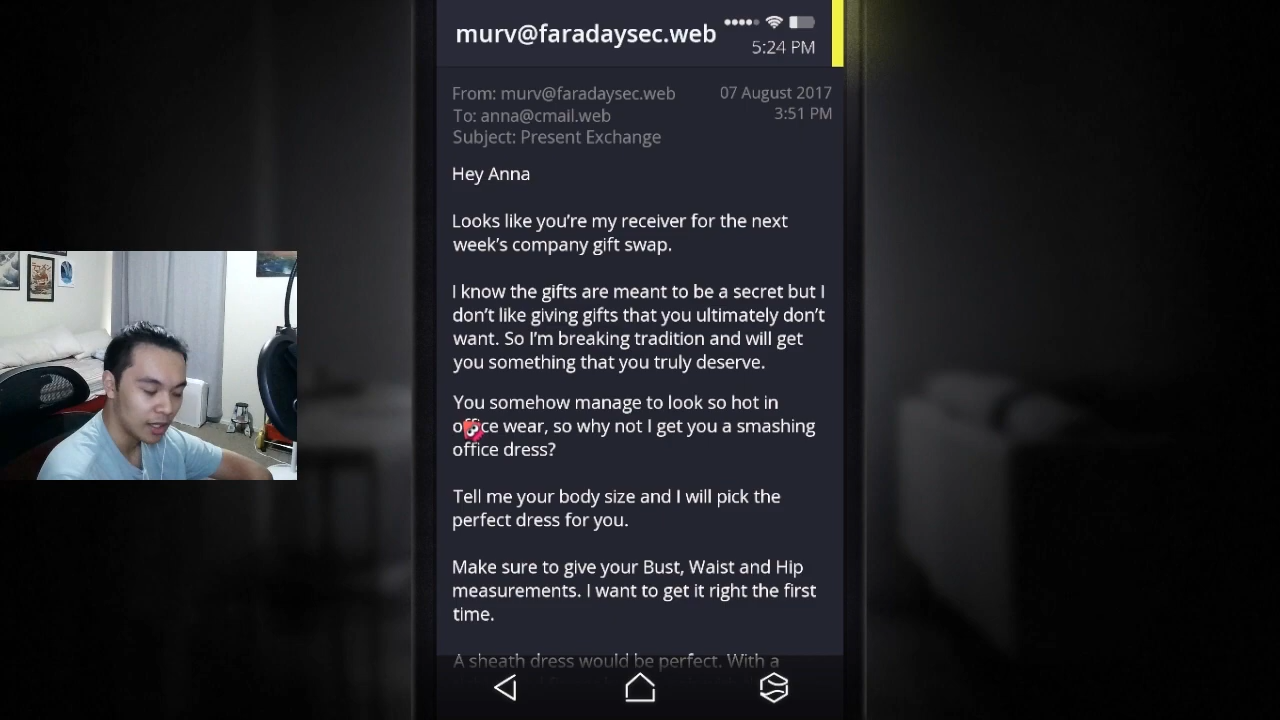 murv@faradaysec.web
5:24 PM
From: murv@faradaysec.web
07 August 2017
To: anna@cmail.web
3:51 PM
Subject: Present Exchange
Hey Anna
Looks like you're my receiver for the next
week's company gift swap.
I know the gifts are meant to be a secret but I
don't like giving gifts that you ultimately don't
want. So I'm breaking tradition and will get
you something that you truly deserve.
You somehow manage to look so hot in
office wear, so why not I get you a smashing
office dress?
Tell me your body size and I will pick the
perfect dress for you.
Make sure to give your Bust, Waist and Hip
measurements. I want to get it right the first
time.
A sheath dress would be perfect. With a